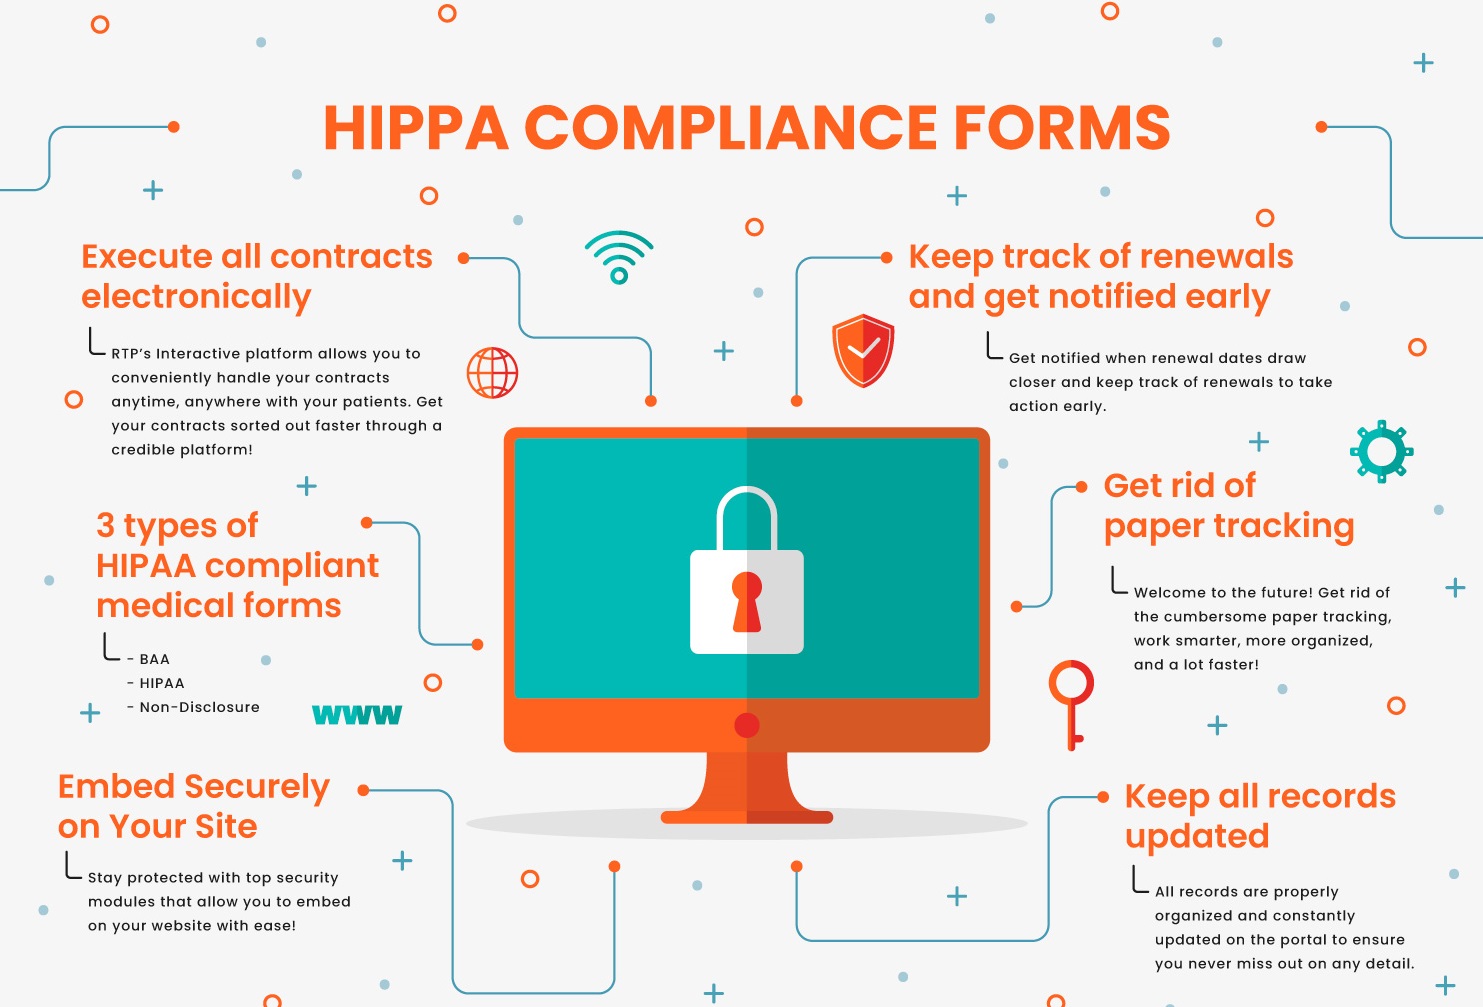 HIPPA COMPLIANCE FORMS
Execute all contracts
electronically
RTP's Interactive platform allows you to
conveniently handle your contracts
anytime, anywhere with your patients. Get
your contracts sorted out faster through a
credible platform!
3 types of
HIPAA compliant
medical forms
- BAA
- HIPAA
- Non-Disclosure
www
Embed Securely
on Your Site
Stay protected with top security
modules that allow you to embed
on your website with ease!
Keep track of renewals
and get notified early
Get notified when renewal dates draw
closer and keep track of renewals to take
action early.
Get rid of
paper tracking
Welcome to the future! Get rid of
the cumbersome paper tracking,
work smarter, more organized,
and a lot faster!
Keep all records
updated
All records are properly
organized and constantly
updated on the portal to ensure
you never miss out on any detail.